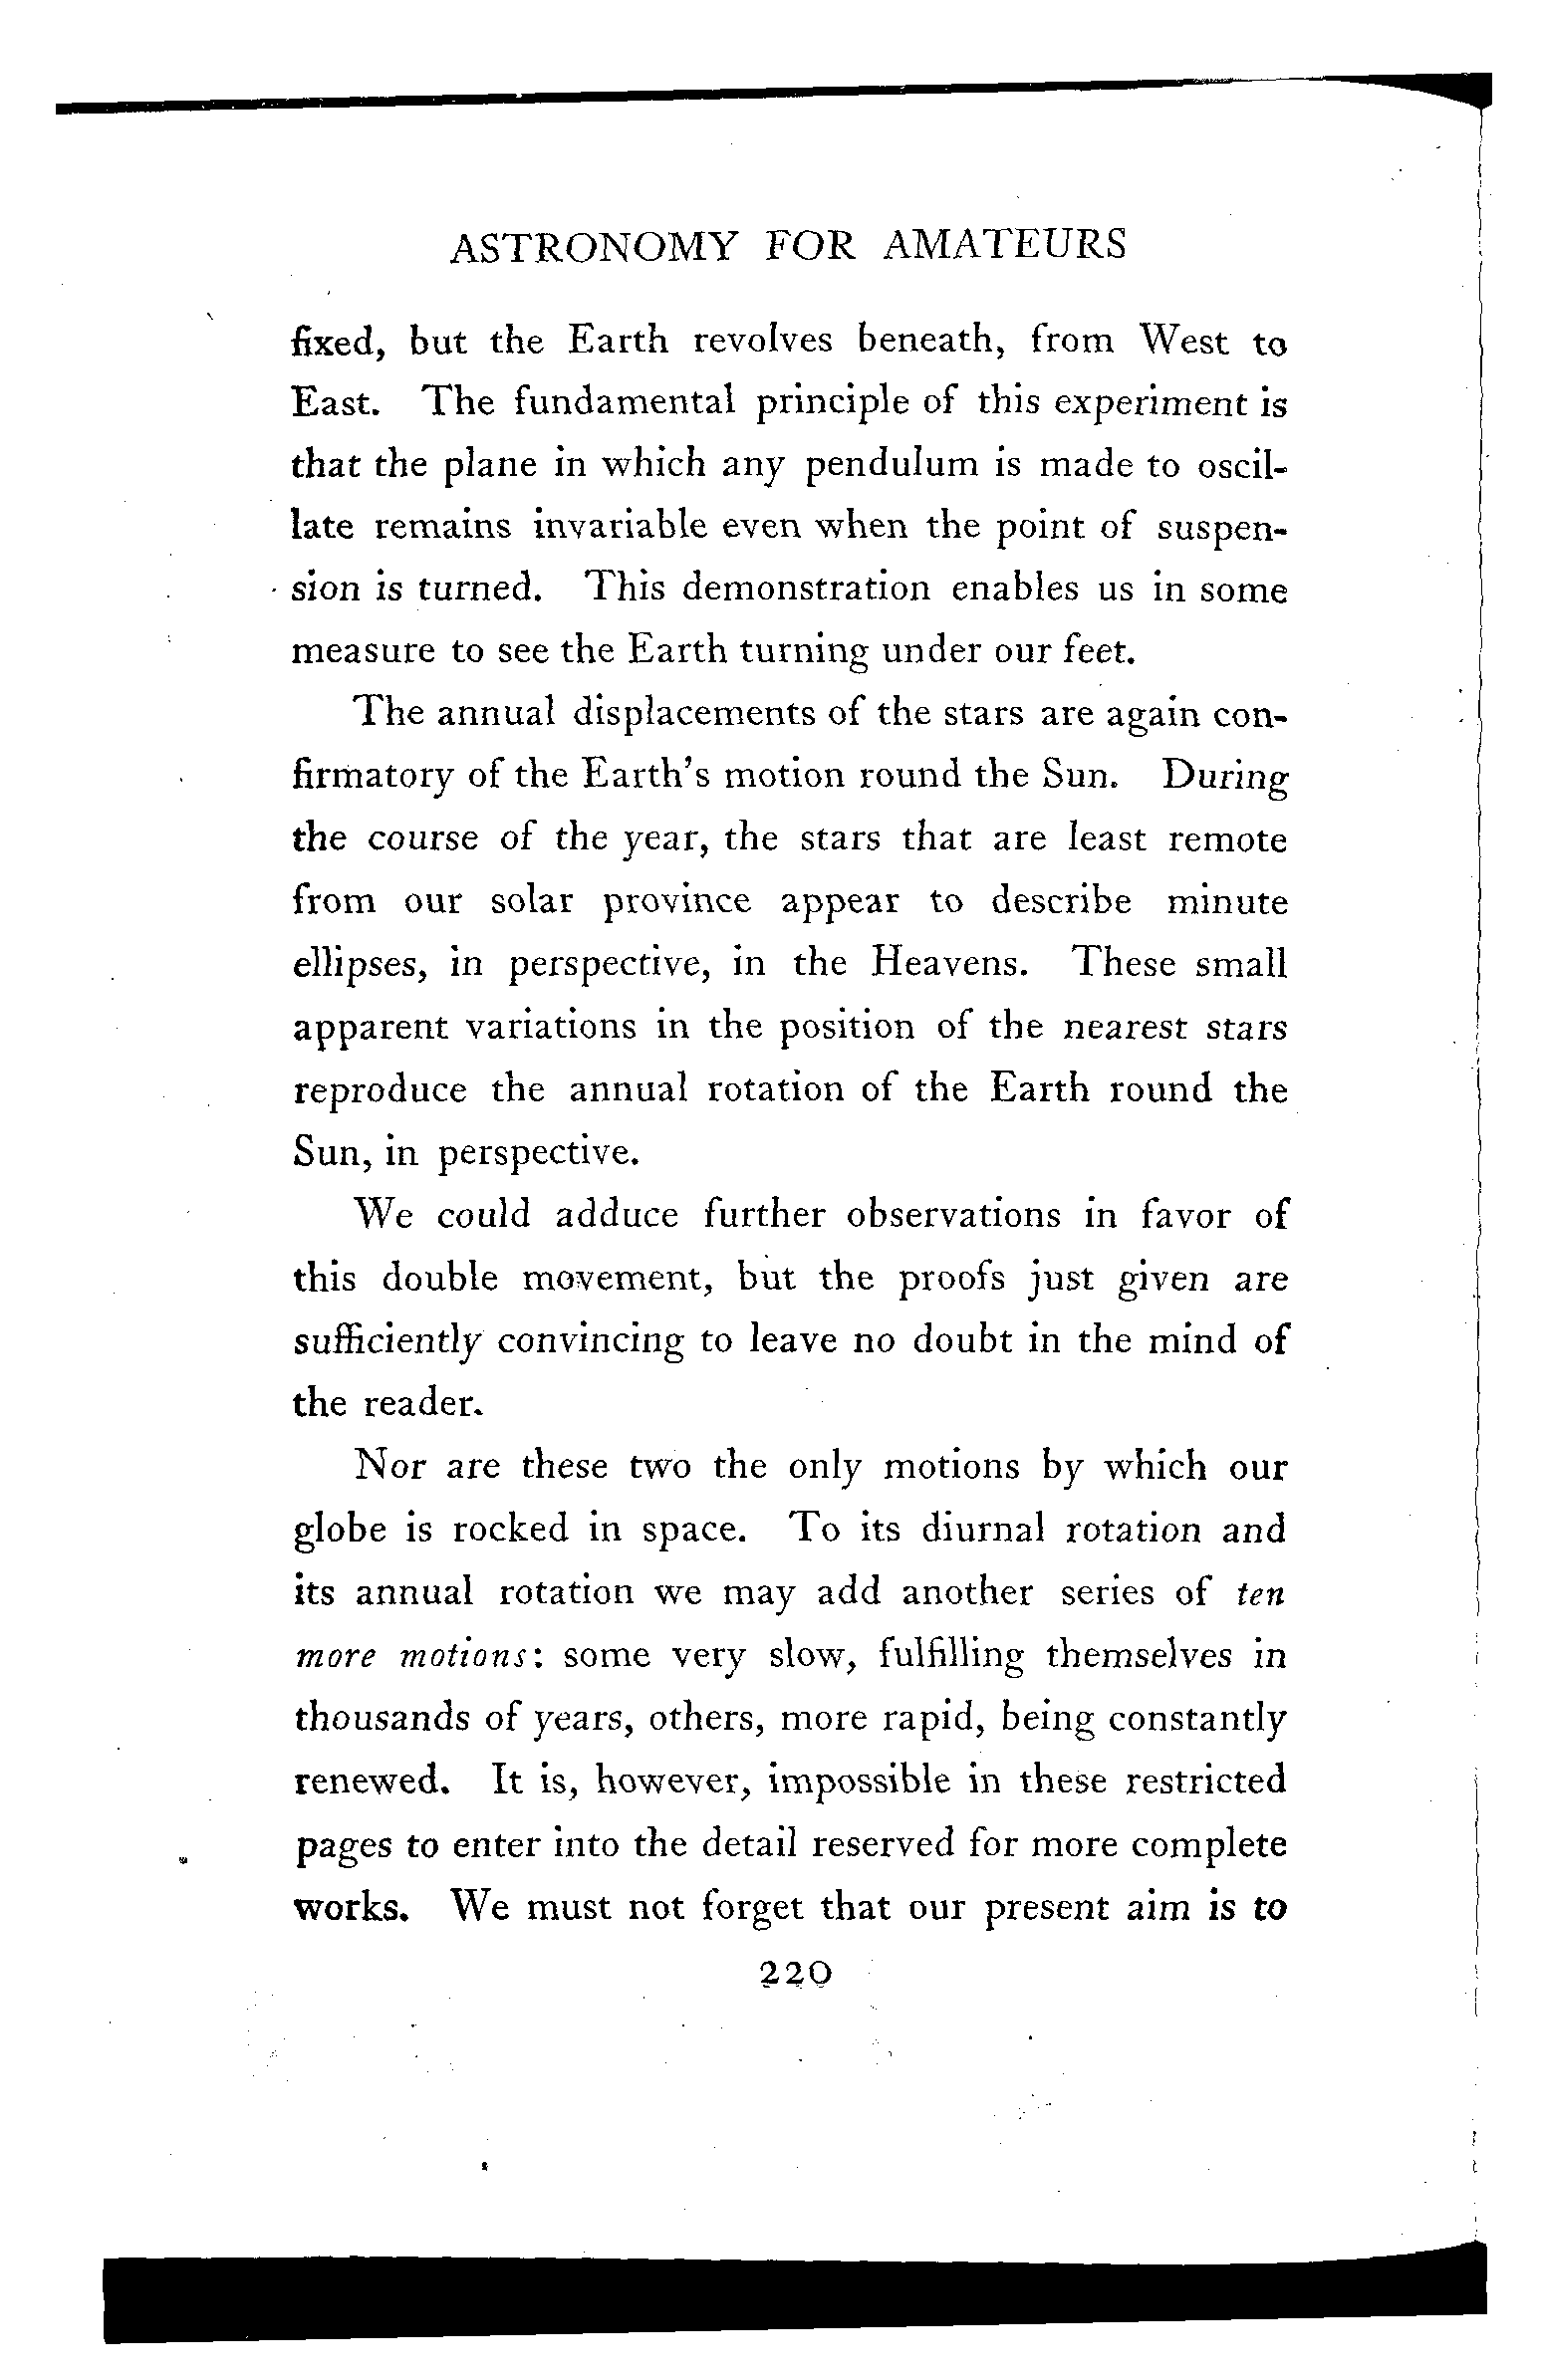 ASTRONOMY FOR AMATEURS
fixed, but the Earth revolves beneath, from West to
East. The fundamental principle of this experiment is
that the plane in which any pendulum is made to oscil-
late remains invariable even when the point of suspen-
sion is turned. This demonstration enables us in some
measure to see the Earth turning under our feet.
The annual displacements of the stars are again con-
firmatory of the Earth's motion round the Sun. During
the course of the year, the stars that are least remote
from our solar province appear to describe minute
ellipses, in perspective, in the Heavens. These small
apparent variations in the position of the nearest stars
reproduce the annual rotation of the Earth round the
Sun, in perspective.
We could adduce further observations in favor of
this double movement, but the proofs just given are
sufficiently convincing to leave no doubt in the mind of
the reader.
Nor are these two the only motions by which our
globe is rocked in space. To its diurnal rotation and
its annual rotation we may add another series of ten
more motions: some very slow, fulfilling themselves in
thousands of years, others, more rapid, being constantly
renewed. It is, however, impossible in these restricted
pages to enter into the detail reserved for more complete
works. We must not forget that our present aim is to
220